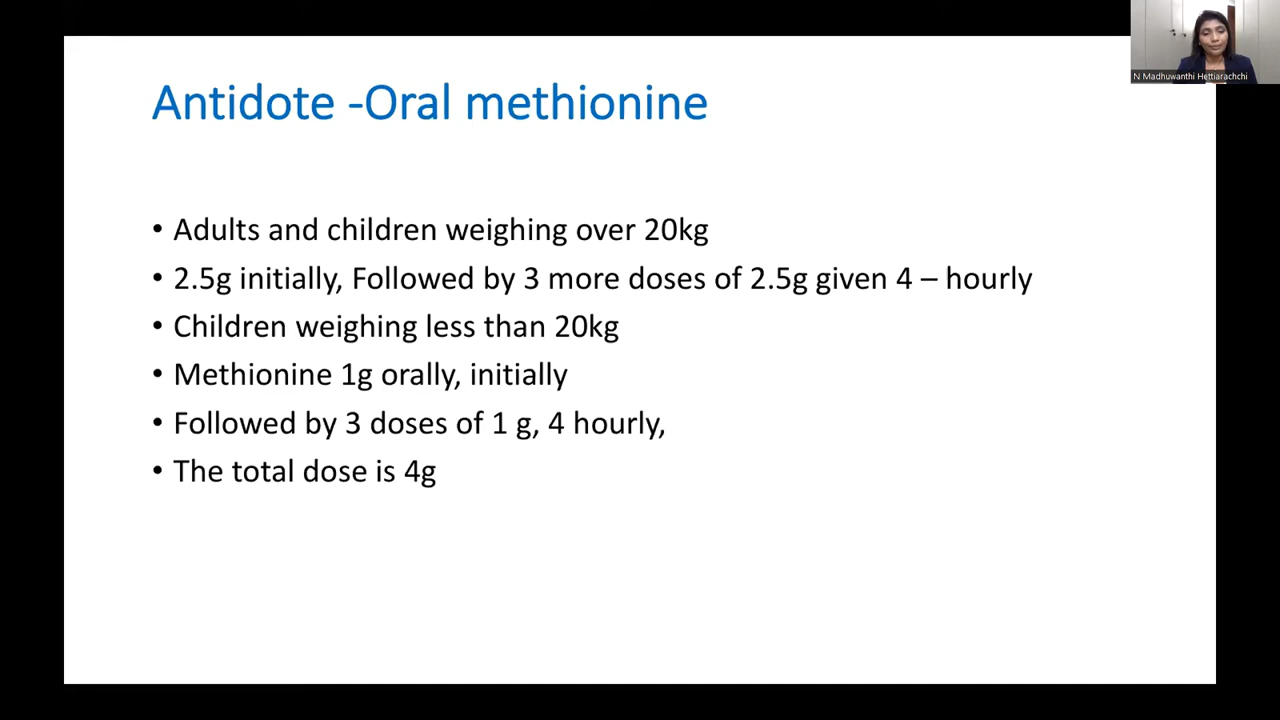 N Madhuwanthi Hettiarachchi
Antidote -Oral methionine
• Adults and children weighing over 20kg
• 2.5g initially, Followed by 3 more doses of 2.5g given 4 – hourly
• Children weighing less than 20kg
• Methionine 1g orally, initially
• Followed by 3 doses of 1 g, 4 hourly,
• The total dose is 4g